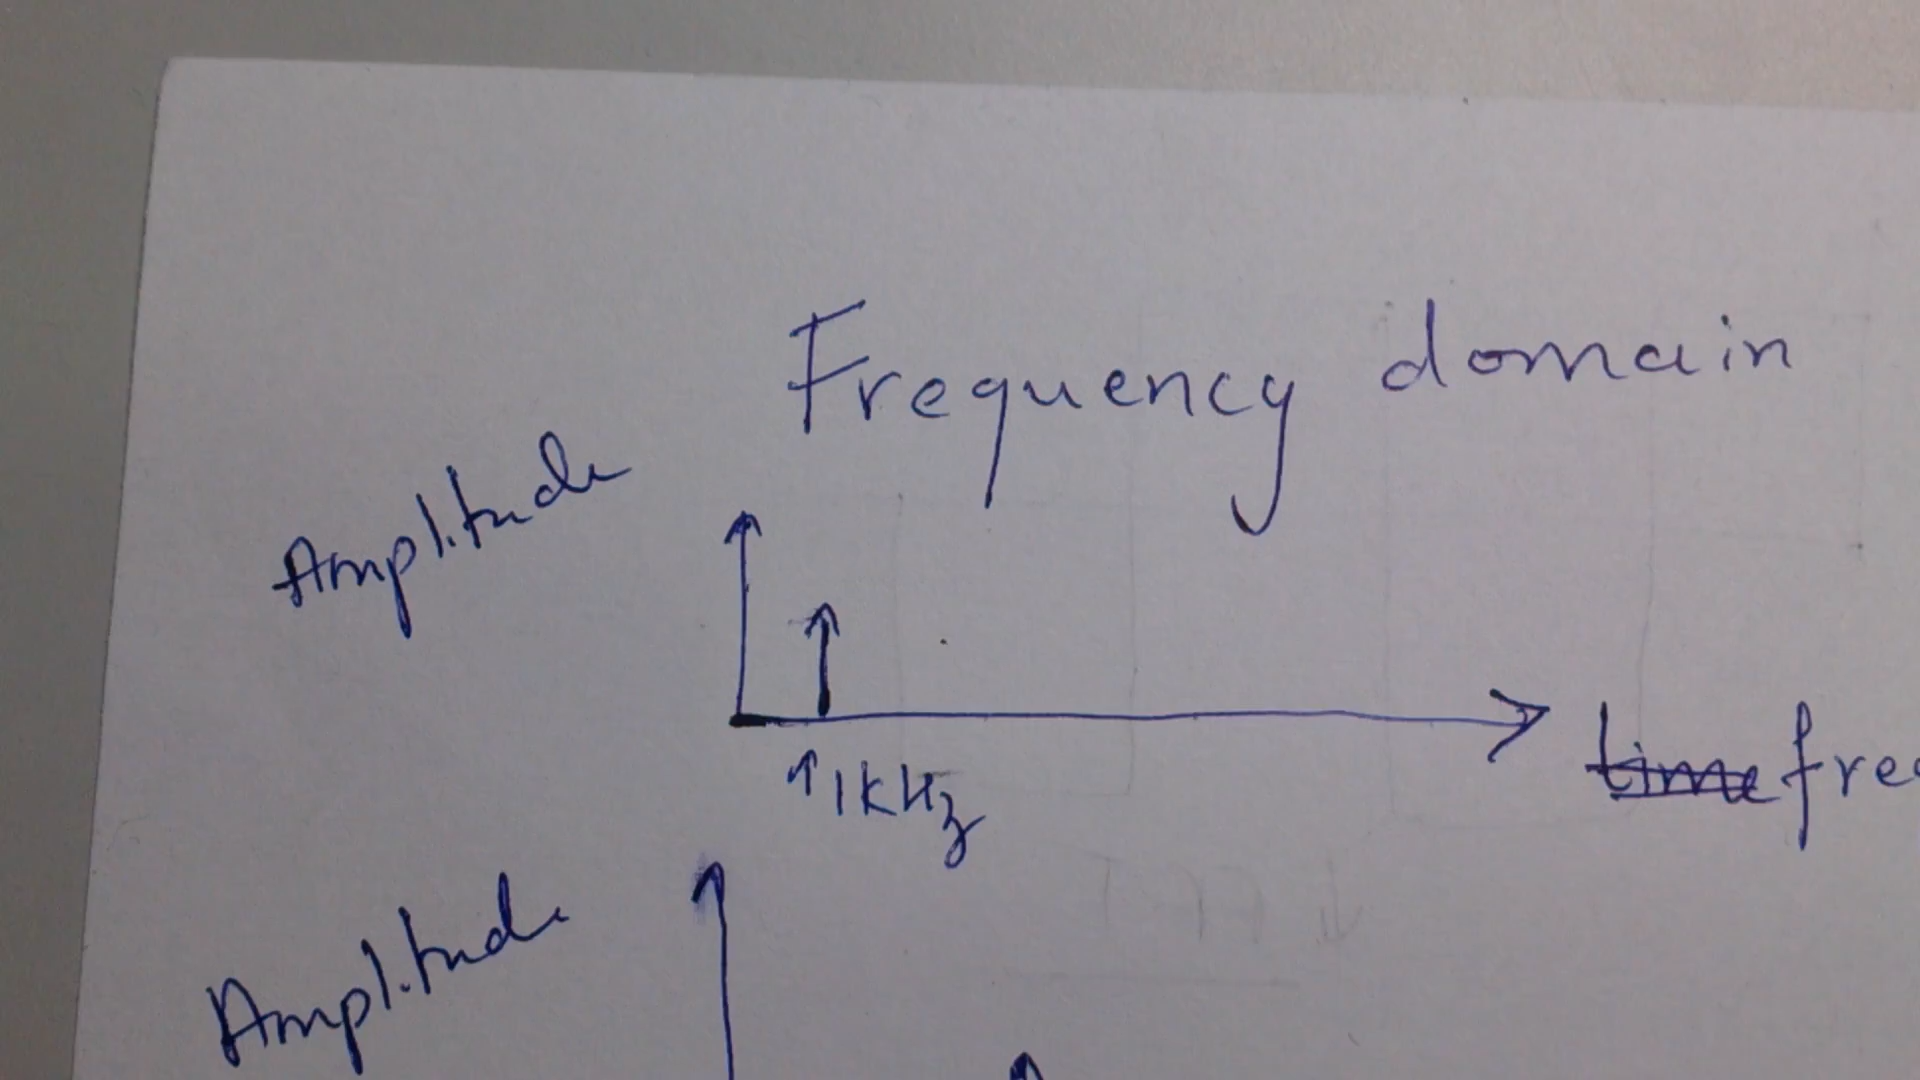 Frequency domain
Amplitude
time freq
1kHz
Amplitude